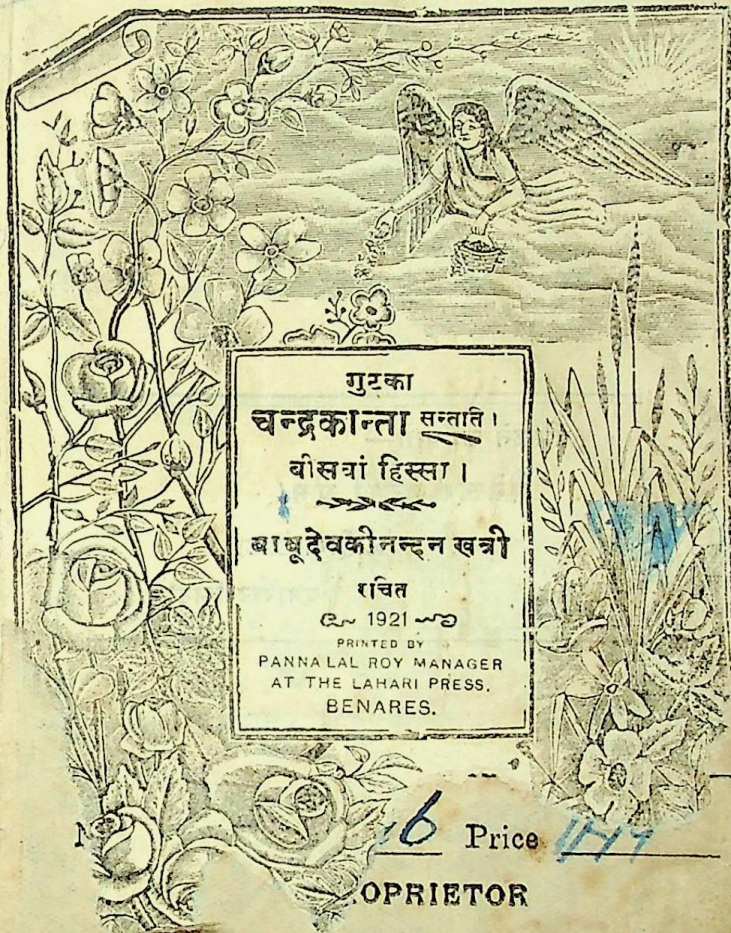 गुटका
चन्द्रकान्ता सन्तति।
बीसवां हिस्सा।
बाबूदेवकीनन्दन खत्री
रचित
1921
PRINTED BY
PANNA LAL ROY MANAGER
AT THE LAHARI PRESS.
BENARES.
6 Price
OPRIETOR